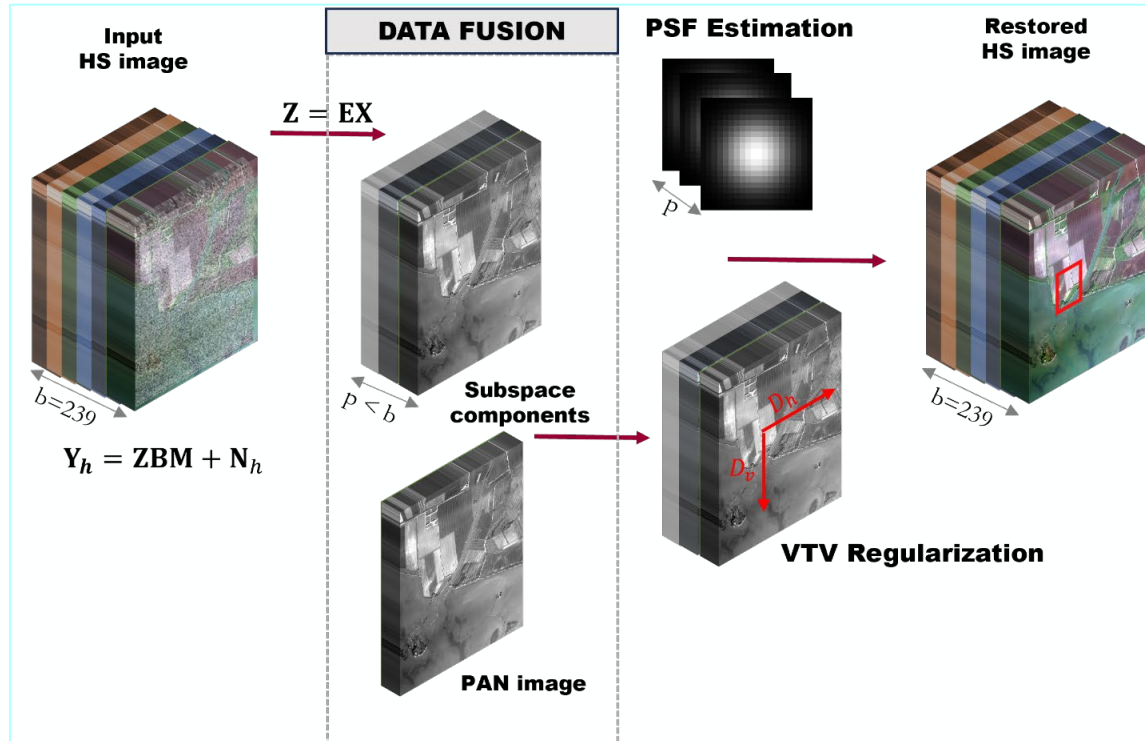 Input
HS image
DATA FUSION
PSF Estimation
Restored
HS image
Z = EX
p
b=239
p < b
Subspace
components
D_h
D_v
b=239
Y_h = ZBM + N_h
VTV Regularization
PAN image